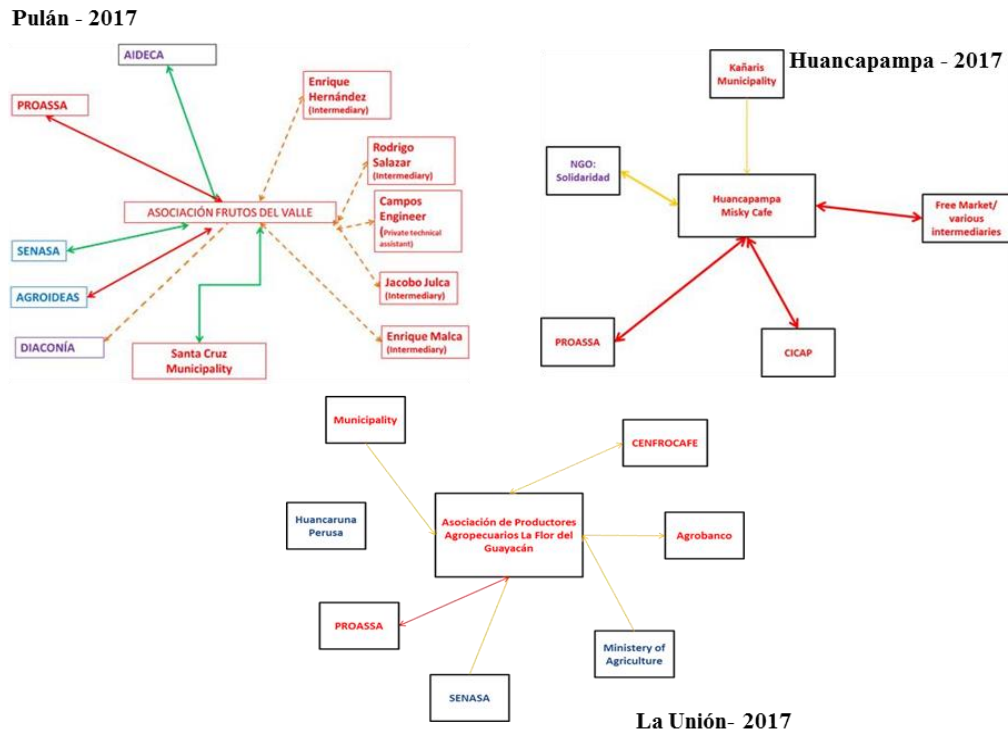 Pulán - 2017
AIDECA
PROASSA
Enrique
Hernández
(Intermediary)
Rodrigo
Salazar
(Intermediary)
ASOCIACIÓN FRUTOS DEL VALLE
Campos
Engineer
(Private technical
assistant)
SENASA
AGROIDEAS
Jacobo Julca
(Intermediary)
DIACONÍA
Santa Cruz
Municipality
Enrique Malca
(Intermediary)
Huancapampa - 2017
Kañaris
Municipality
NGO:
Solidaridad
Huancapampa
Misky Cafe
Free Market/
various
intermediaries
PROASSA
CICAP
Municipality
CENFROCAFE
Huancaruna
Perusa
Asociación de Productores
Agropecuarios La Flor del
Guayacán
Agrobanco
PROASSA
Ministery of
Agriculture
SENASA
La Unión- 2017